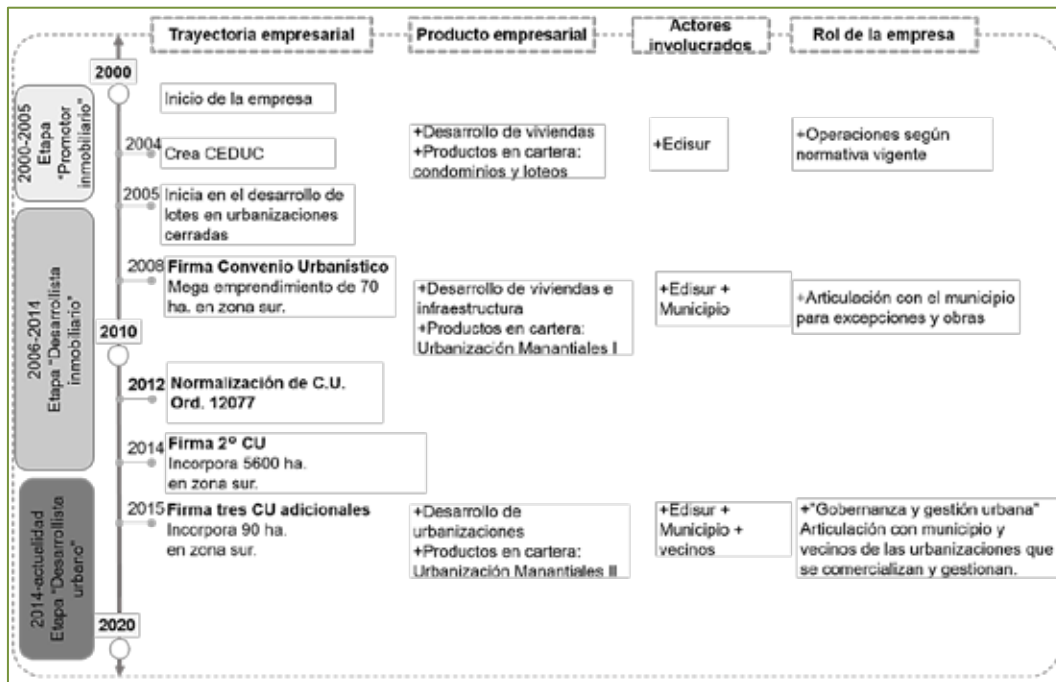 Trayectoria empresarial
Producto empresarial
Actores
involucrados
Rol de la empresa
2000
Inicio de la empresa
2000-2005
Etapa
"Promotor
inmobiliario"
2004
Crea CEDUC
+Desarrollo de viviendas
+Productos en cartera:
condominios y loteos
+Edisur
+Operaciones según
normativa vigente
2005
Inicia en el desarrollo de
lotes en urbanizaciones
cerradas
2006-2014
Etapa "Desarrollista
inmobiliario"
2008
Firma Convenio Urbanístico
Mega emprendimiento de 70
ha. en zona sur.
+Desarrollo de viviendas e
infraestructura
+Productos en cartera:
Urbanización Manantiales I
+Edisur +
Municipio
+Articulación con el municipio
para excepciones y obras
2010
2012
Normalización de C.U.
Ord. 12077
2014
Firma 2º CU
Incorpora 5600 ha.
en zona sur.
2014-actualidad
Etapa "Desarrollista
urbano"
2015
Firma tres CU adicionales
Incorpora 90 ha.
en zona sur.
+Desarrollo de
urbanizaciones
+Productos en cartera:
Urbanización Manantiales II
+Edisur +
Municipio +
vecinos
+"Gobernanza y gestión urbana"
Articulación con municipio y
vecinos de las urbanizaciones que
se comercializan y gestionan.
2020